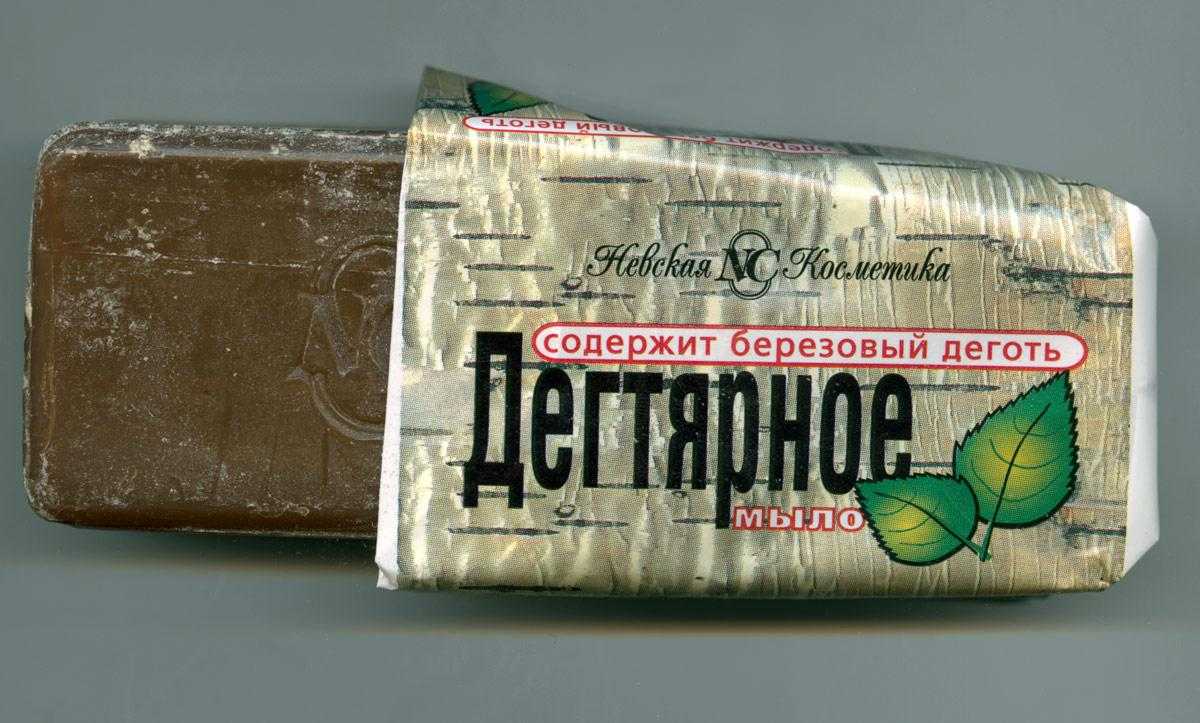 Невская NC Косметика
содержит березовый деготь
Дегтярное
мыло